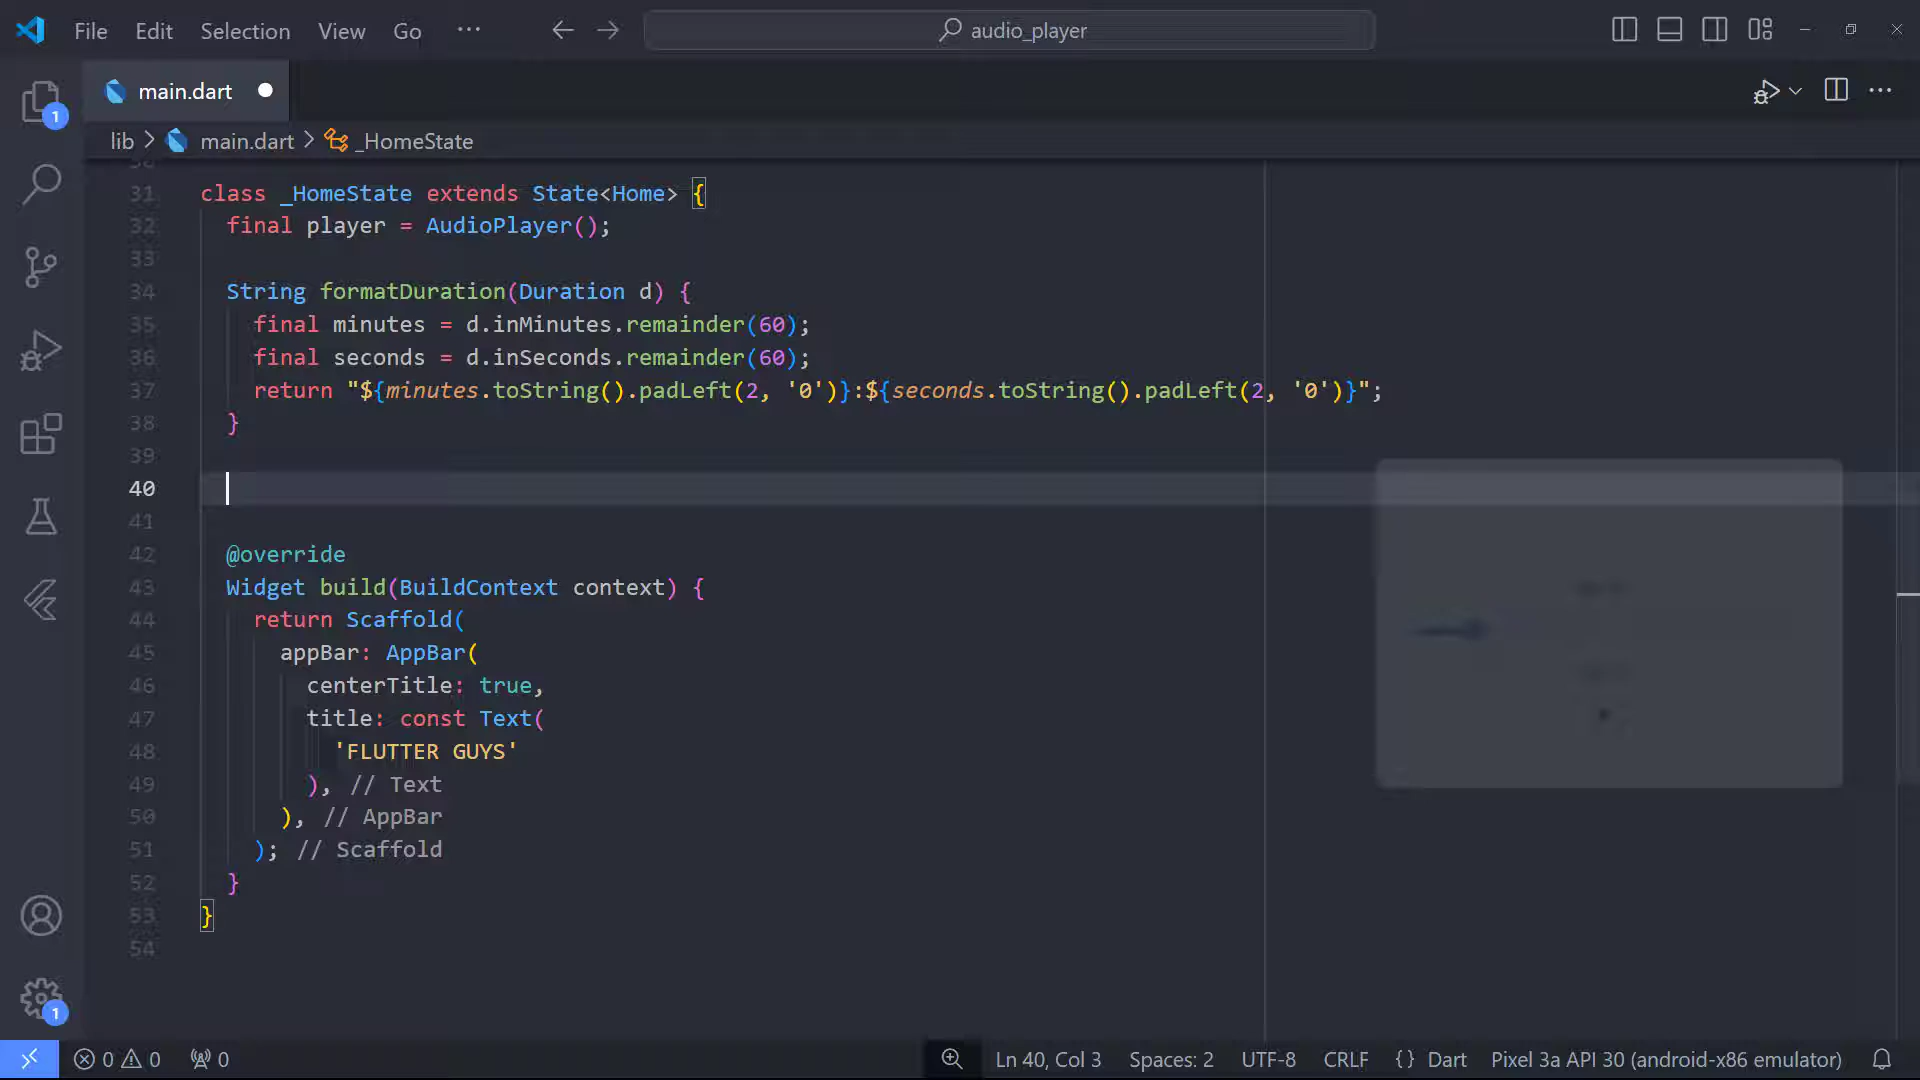 File Edit Selection View Go ··· audio_player
main.dart
lib > main.dart > _HomeState
31 class _HomeState extends State<Home> {
32 final player = AudioPlayer();
33
34 String formatDuration(Duration d) {
35 final minutes = d.inMinutes.remainder(60);
36 final seconds = d.inSeconds.remainder(60);
37 return "${minutes.toString().padLeft(2, '0')}:${seconds.toString().padLeft(2, '0')}";
38 }
39
40
41
42 @override
43 Widget build(BuildContext context) {
44 return Scaffold(
45 appBar: AppBar(
46 centerTitle: true,
47 title: const Text(
48 'FLUTTER GUYS'
49 ), // Text
50 ), // AppBar
51 ); // Scaffold
52 }
53 }
54
1
1
0 0 0 Ln 40, Col 3 Spaces: 2 UTF-8 CRLF {} Dart Pixel 3a API 30 (android-x86 emulator)